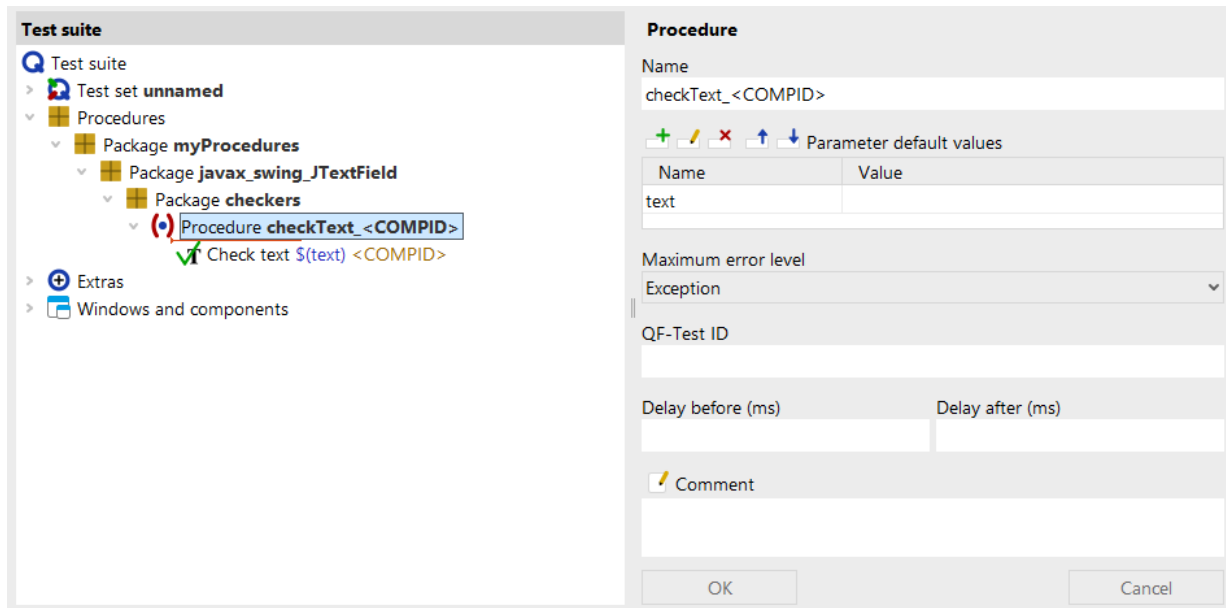 Test suite
Test suite
Test set unnamed
Procedures
Package myProcedures
Package javax_swing_JTextField
Package checkers
Procedure checkText_<COMPID>
Check text $(text) <COMPID>
Extras
Windows and components
Procedure
Name
checkText_<COMPID>
Parameter default values
Name Value
text
Maximum error level
Exception
QF-Test ID
Delay before (ms) Delay after (ms)
Comment
OK Cancel